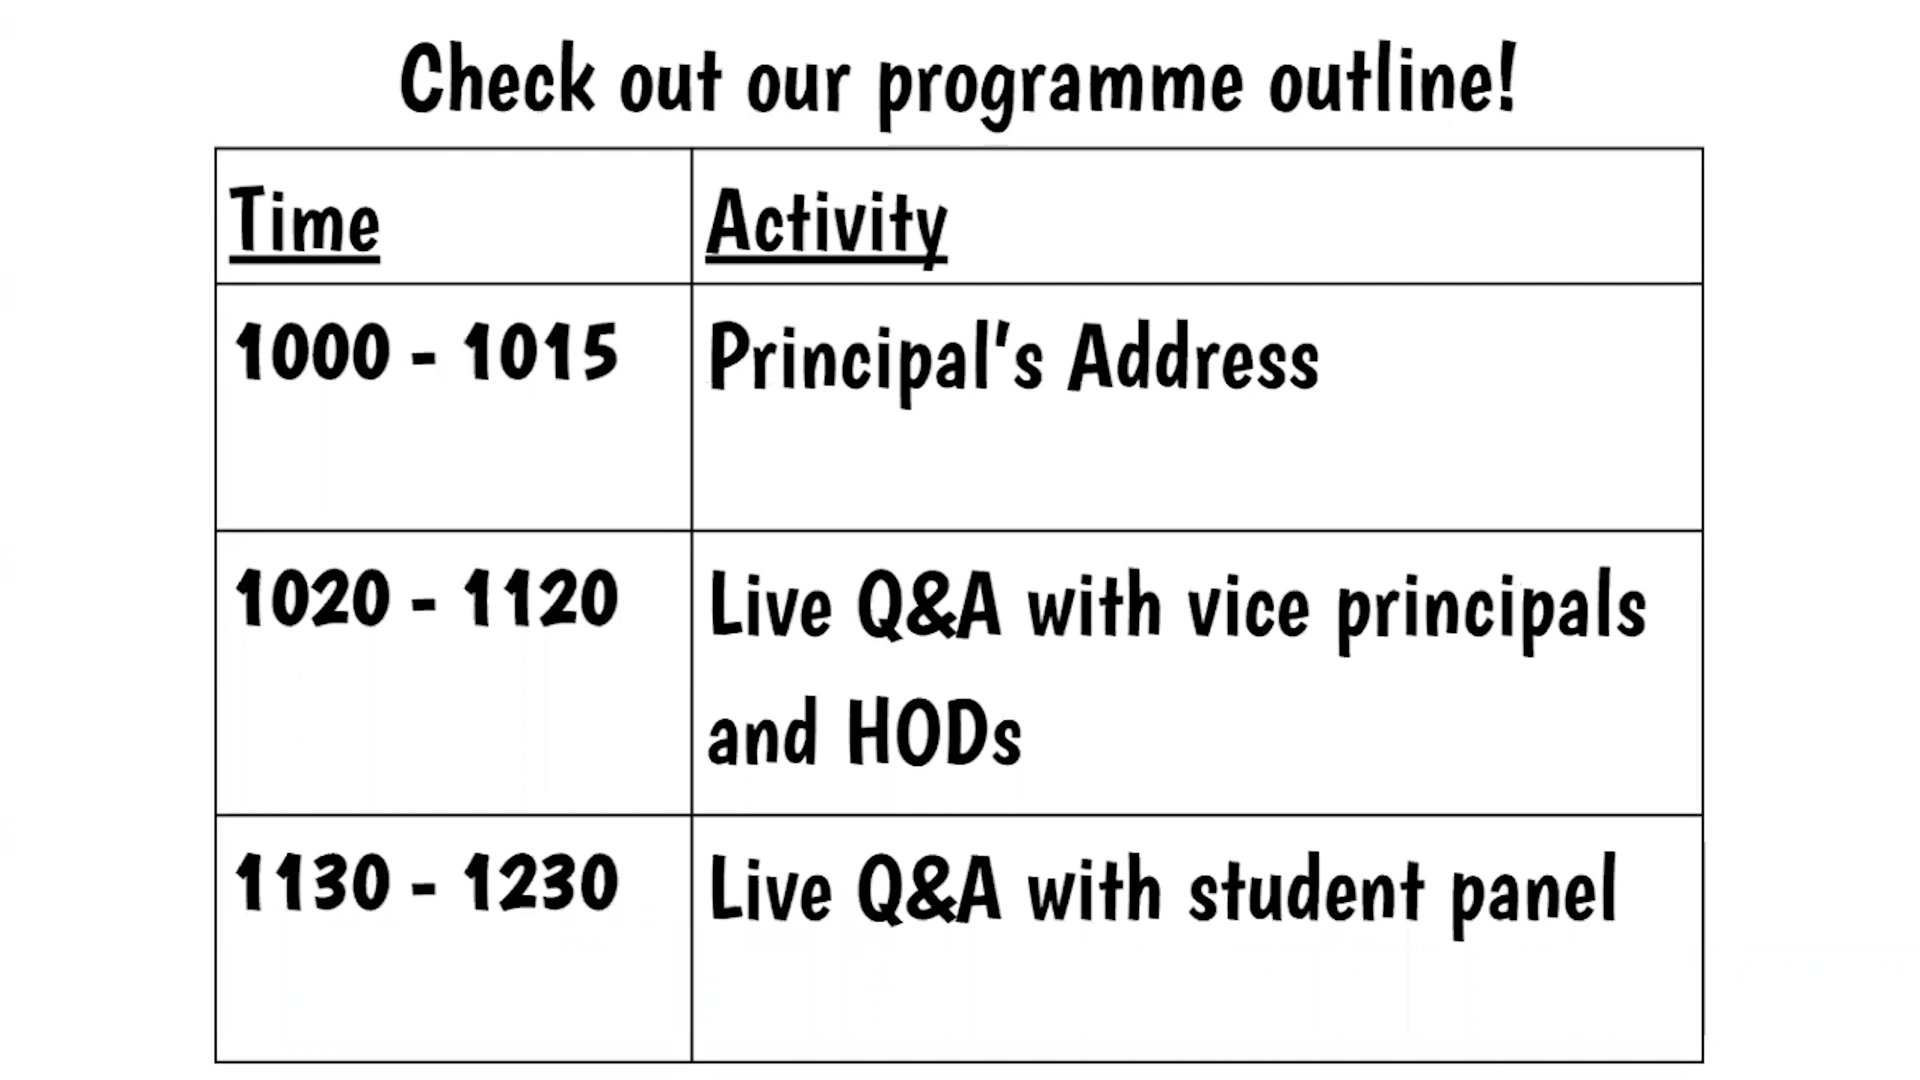 Check out our programme outline!
Time
Activity
1000 - 1015
Principal's Address
1020 - 1120
Live Q&A with vice principals
and HODs
1130 - 1230
Live Q&A with student panel